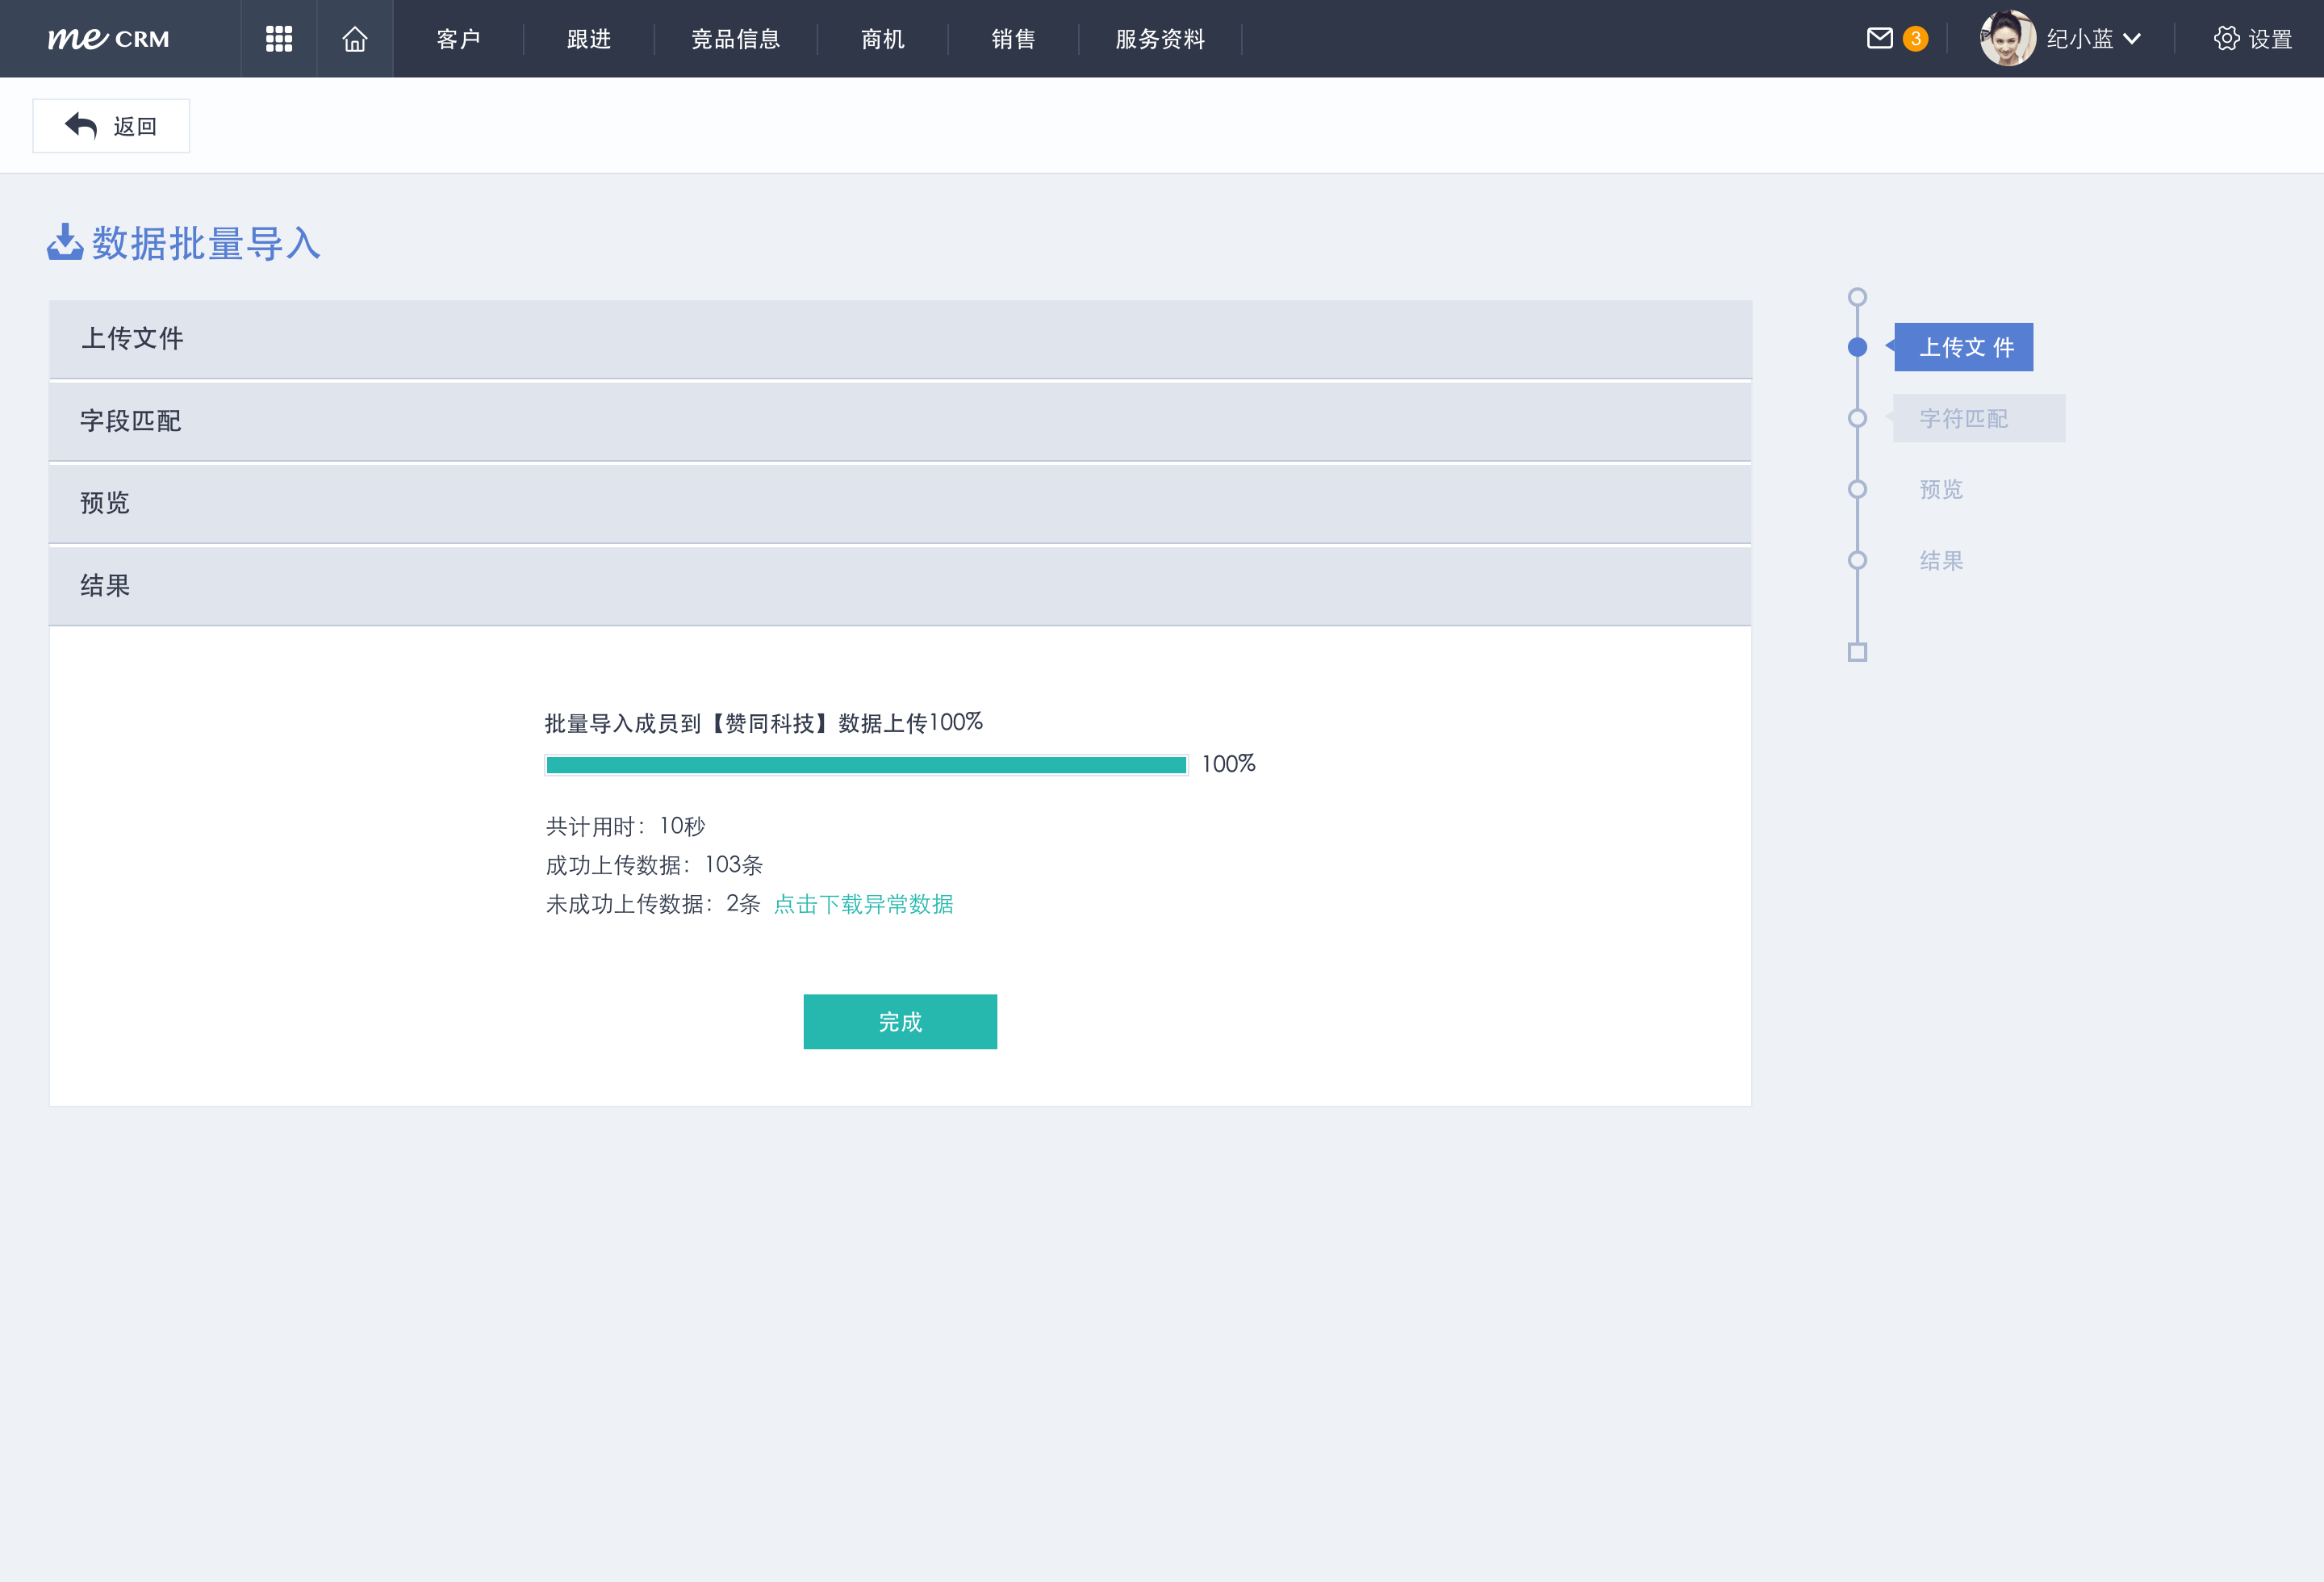 me CRM 客户 跟进 竞品信息 商机 销售 服务资料 3 纪小蓝 设置
返回
数据批量导入
上传文件
字段匹配
预览
结果
批量导入成员到【赞同科技】数据上传100%
100%
共计用时：10秒
成功上传数据：103条
未成功上传数据：2条 点击下载异常数据
完成
上传文 件
字符匹配
预览
结果